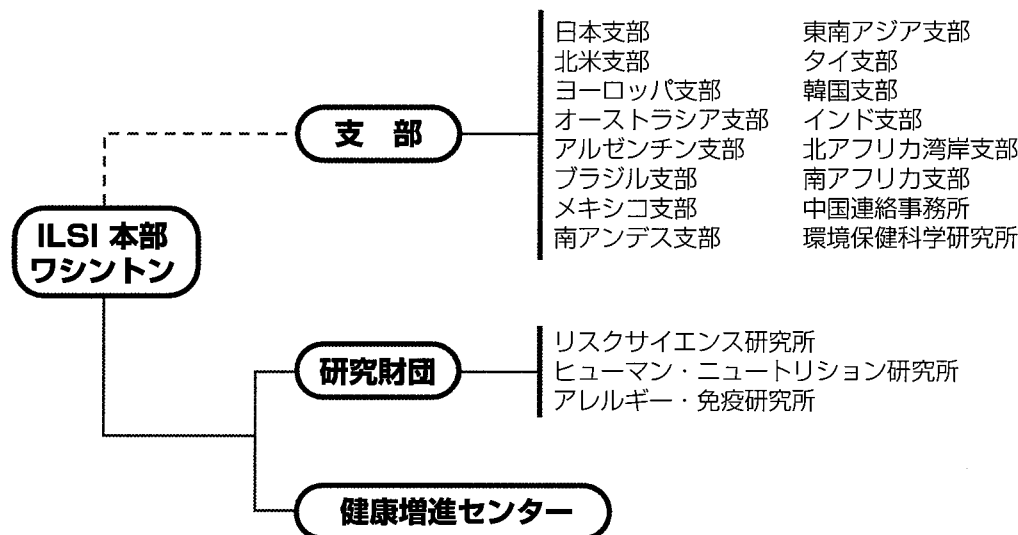 日本支部
北米支部
ヨーロッパ支部
オーストラシア支部
アルゼンチン支部
ブラジル支部
メキシコ支部
南アンデス支部
東南アジア支部
タイ支部
韓国支部
インド支部
北アフリカ湾岸支部
南アフリカ支部
中国連絡事務所
環境保健科学研究所
支 部
ILSI 本部
ワシントン
研究財団
リスクサイエンス研究所
ヒューマン・ニュートリション研究所
アレルギー・免疫研究所
健康増進センター